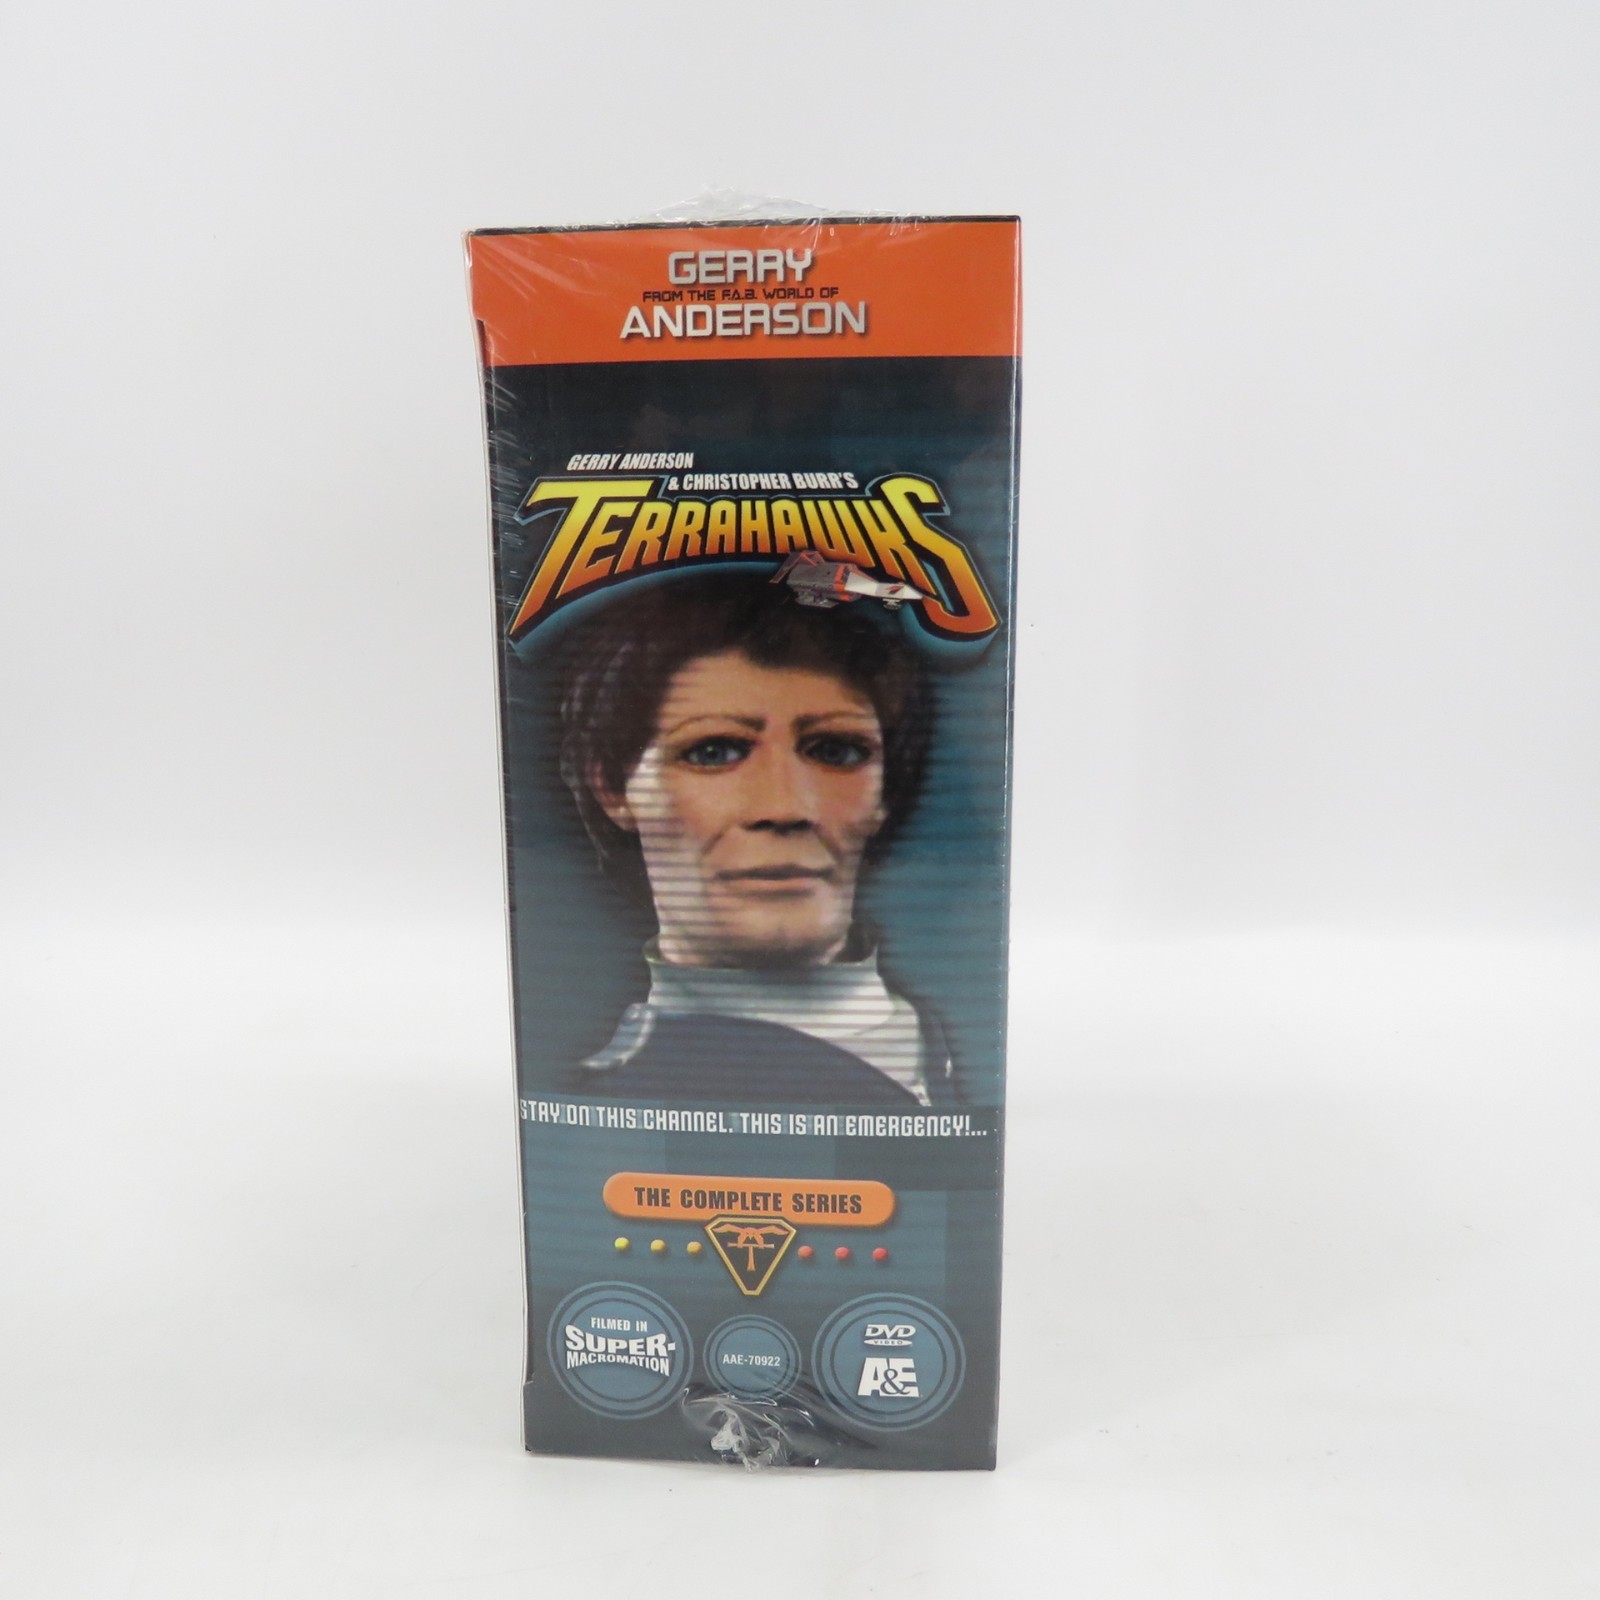 GERRY
FROM THE F.A.B. WORLD OF
ANDERSON
GERRY ANDERSON
& CHRISTOPHER BURR'S
TERRAHAWKS
STAY ON THIS CHANNEL. THIS IS AN EMERGENCY!...
THE COMPLETE SERIES
T
FILMED IN
SUPER-
MACROMATION
AAE-70922
DVD
VIDEO
A&E